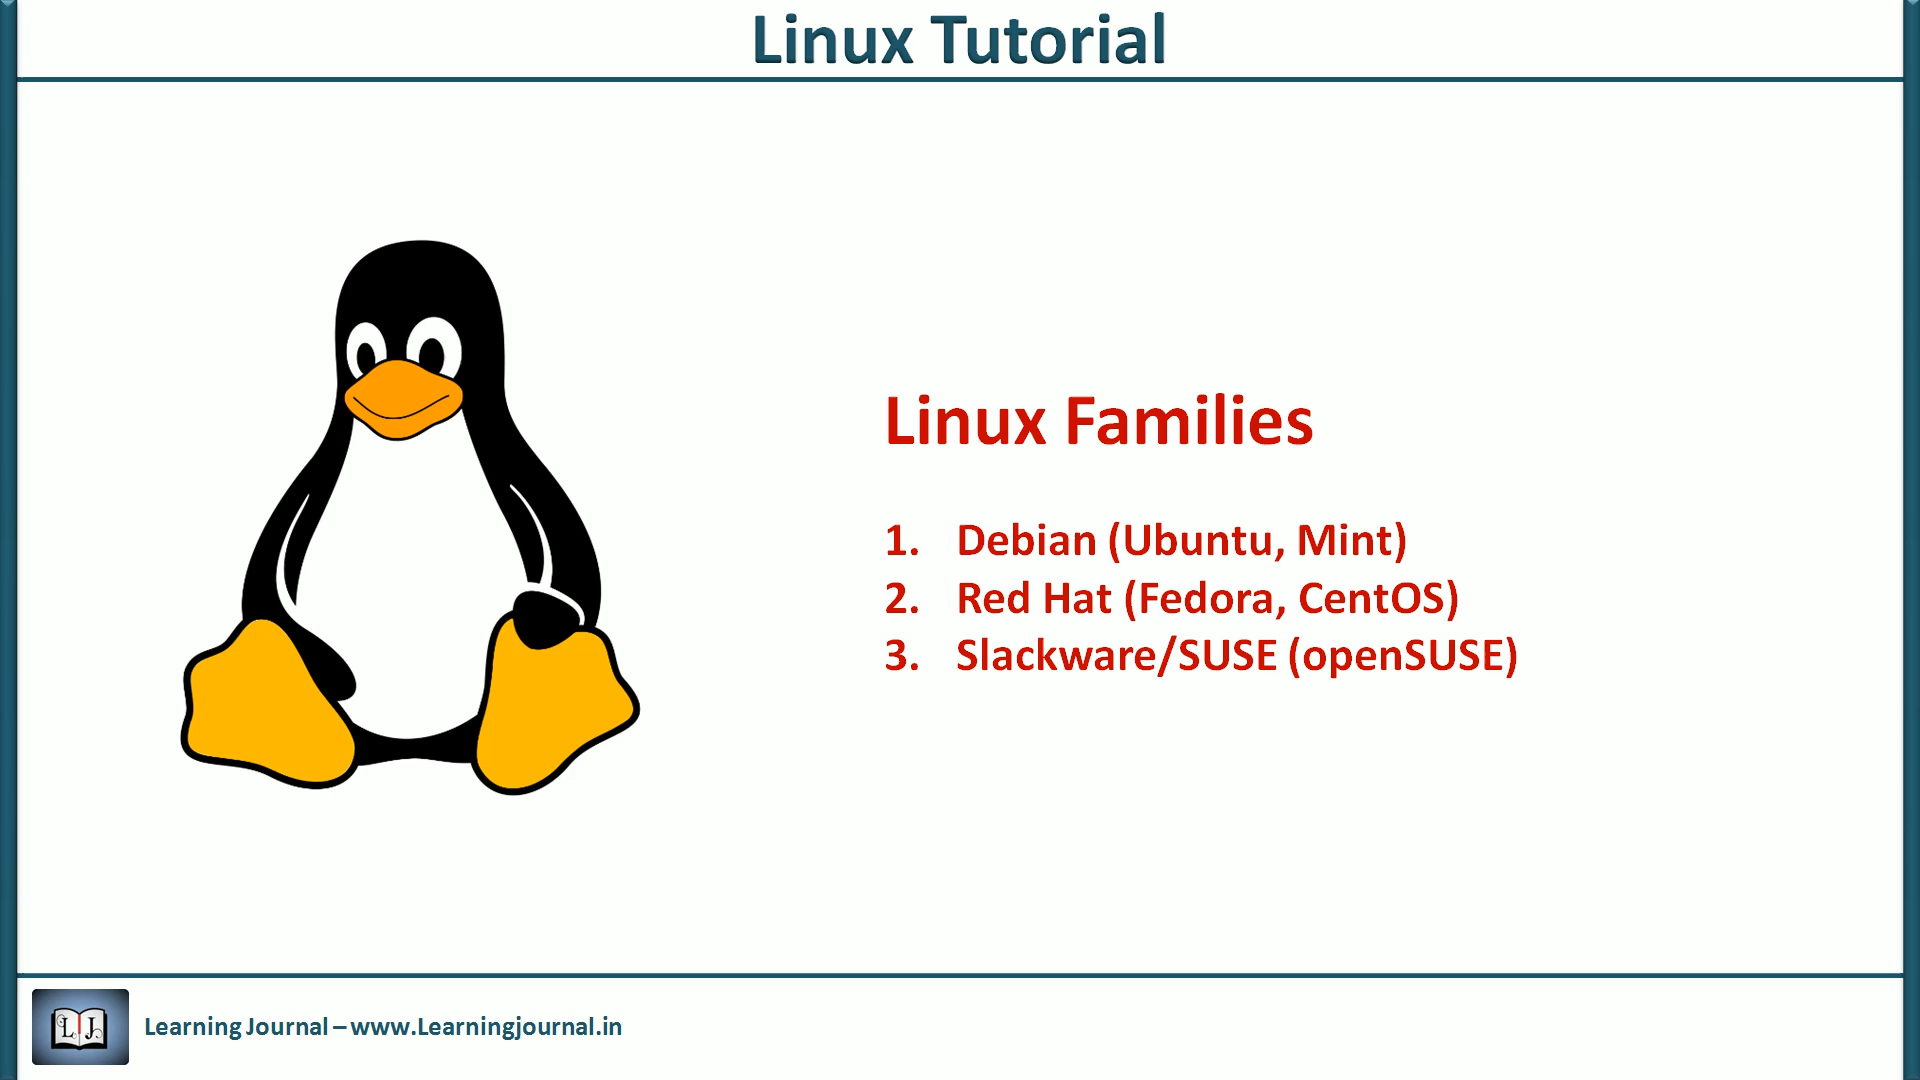 Linux Tutorial
Linux Families
1. Debian (Ubuntu, Mint)
2. Red Hat (Fedora, CentOS)
3. Slackware/SUSE (openSUSE)
L J
Learning Journal – www.Learningjournal.in